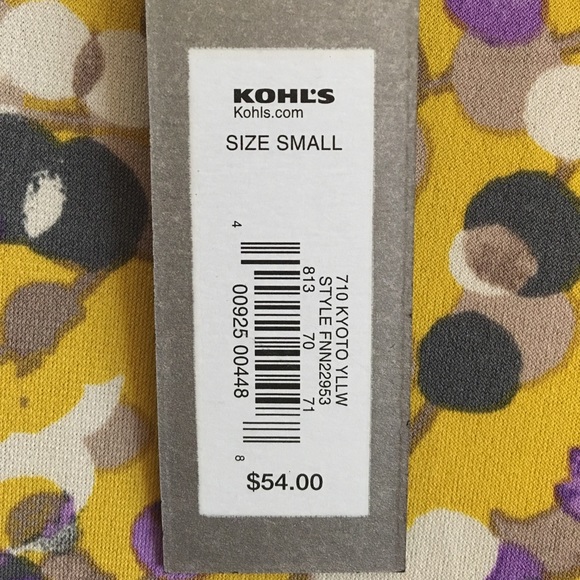 KOHL'S
Kohls.com
SIZE SMALL
710 KYOTO YLLW
STYLE FNN22953
813 70 71
4 00925 00448 8
$54.00